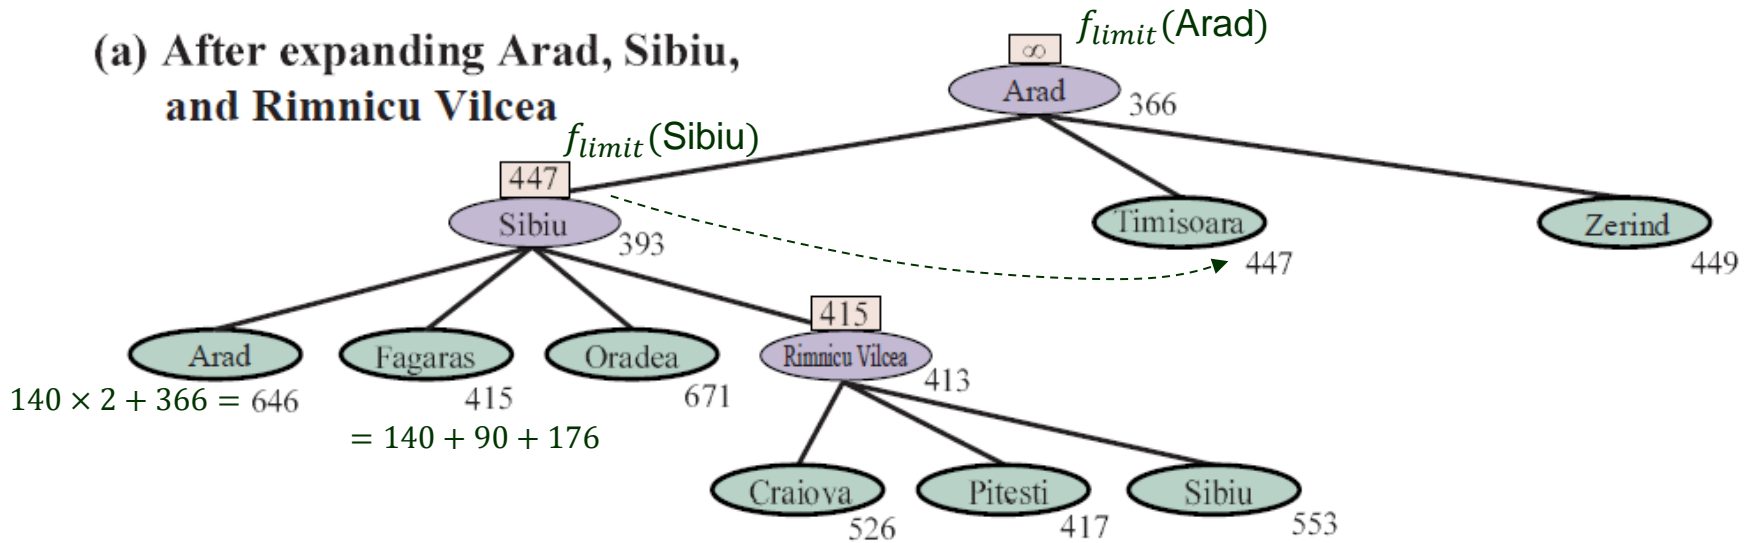 f_limit(Arad)
(a) After expanding Arad, Sibiu,
and Rimnicu Vilcea
∞
Arad
366
f_limit(Sibiu)
447
Sibiu
393
Timisoara
447
Zerind
449
415
Arad
Fagaras
Oradea
Rimnicu Vilcea
413
140 × 2 + 366 = 646
415
671
= 140 + 90 + 176
Craiova
526
Pitesti
417
Sibiu
553